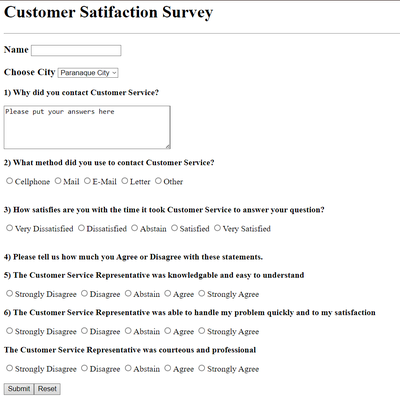 Customer Satifaction Survey
Name
Choose City Paranaque City
1) Why did you contact Customer Service?
Please put your answers here
2) What method did you use to contact Customer Service?
Cellphone Mail E-Mail Letter Other
3) How satisfies are you with the time it took Customer Service to answer your question?
Very Dissatisfied Dissatisfied Abstain Satisfied Very Satisfied
4) Please tell us how much you Agree or Disagree with these statements.
5) The Customer Service Representative was knowledgable and easy to understand
Strongly Disagree Disagree Abstain Agree Strongly Agree
6) The Customer Service Representative was able to handle my problem quickly and to my satisfaction
Strongly Disagree Disagree Abstain Agree Strongly Agree
The Customer Service Representative was courteous and professional
Strongly Disagree Disagree Abstain Agree Strongly Agree
Submit Reset